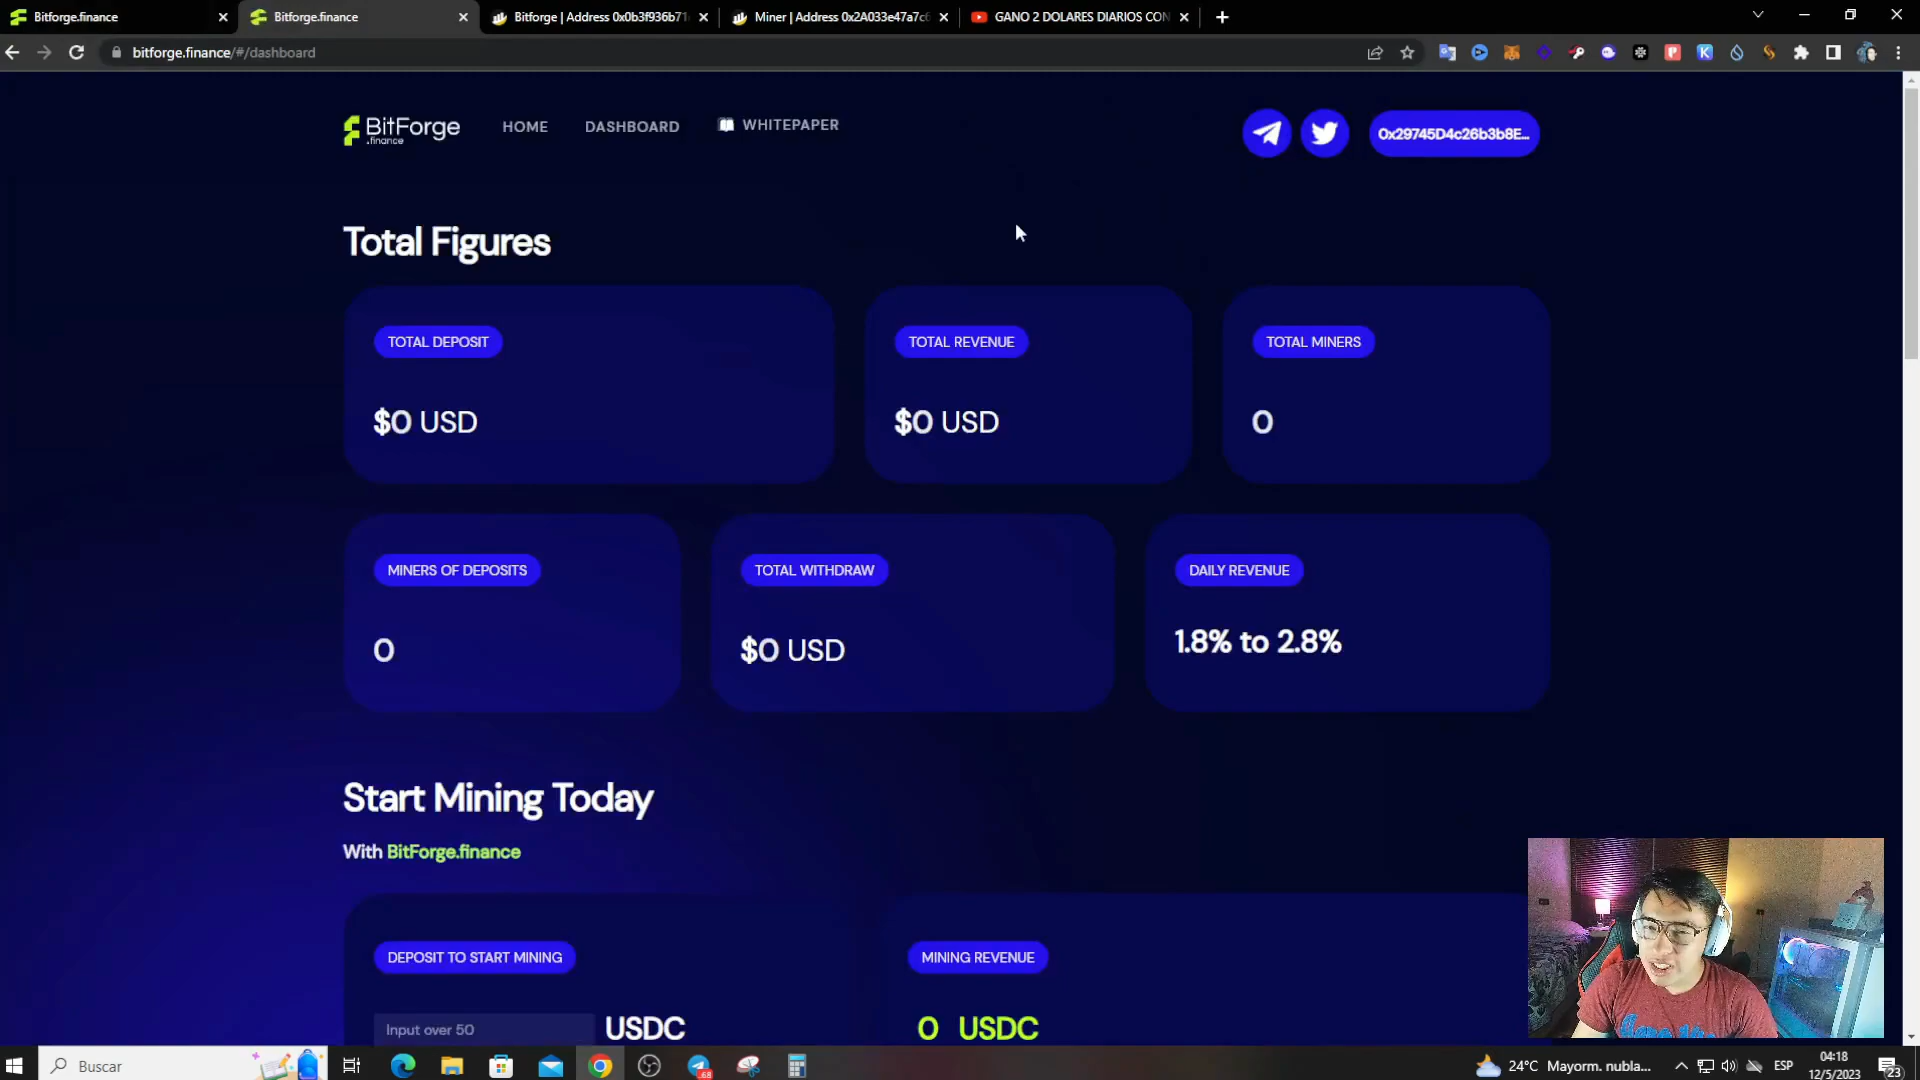 Bitforge.finance
Bitforge.finance
Bitforge | Address 0x0b3f936b71
Miner | Address 0x2A033e47a7c6
GANO 2 DOLARES DIARIOS CON
bitforge.finance/#/dashboard
BitForge
.finance
HOME
DASHBOARD
WHITEPAPER
0x29745D4c26b3b8E...
Total Figures
TOTAL DEPOSIT
TOTAL REVENUE
TOTAL MINERS
$0 USD
$0 USD
0
MINERS OF DEPOSITS
TOTAL WITHDRAW
DAILY REVENUE
0
$0 USD
1.8% to 2.8%
Start Mining Today
With BitForge.finance
DEPOSIT TO START MINING
MINING REVENUE
Input over 50
USDC
0 USDC
Buscar
68
24°C Mayorm. nubla...
ESP
04:18
12/5/2023
23